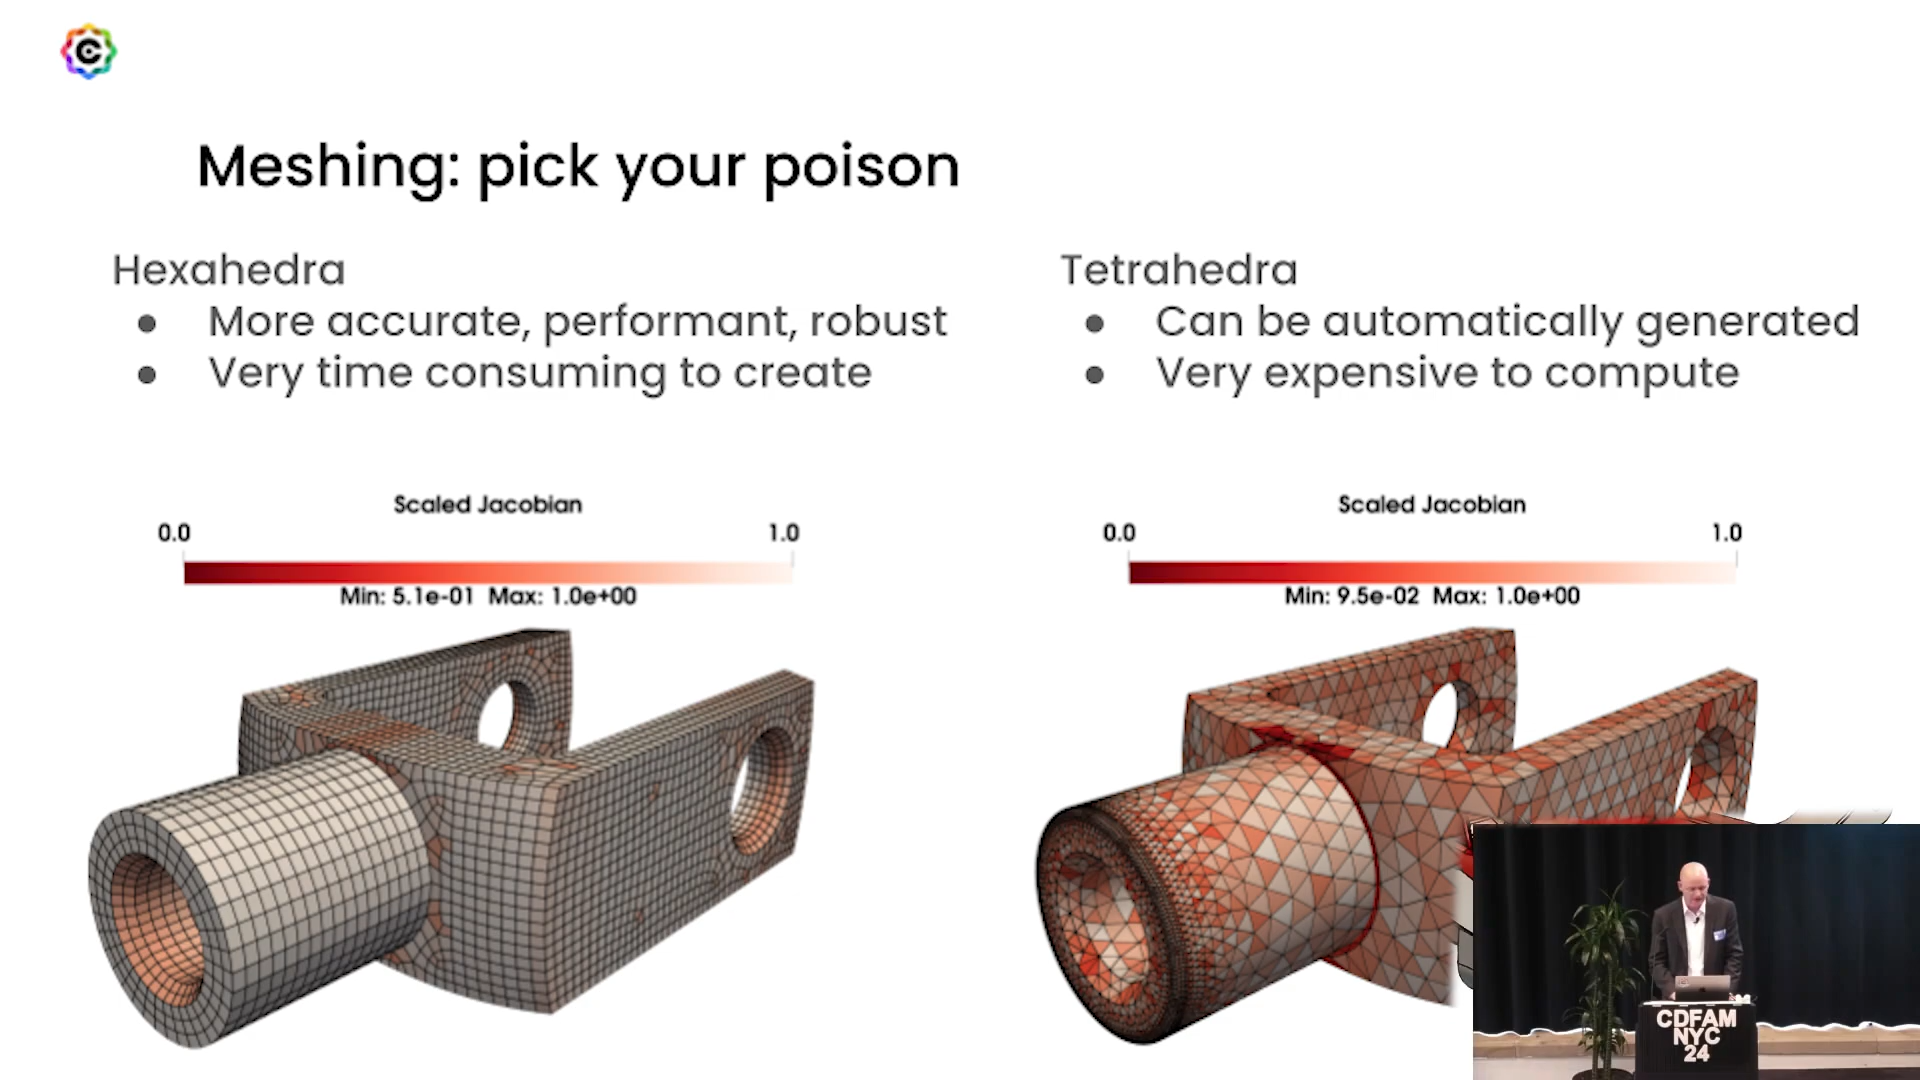 Meshing: pick your poison
Hexahedra
● More accurate, performant, robust
● Very time consuming to create
Tetrahedra
● Can be automatically generated
● Very expensive to compute
Scaled Jacobian
0.0 1.0
Min: 5.1e-01 Max: 1.0e+00
Scaled Jacobian
0.0 1.0
Min: 9.5e-02 Max: 1.0e+00
CDFAM
NYC
24